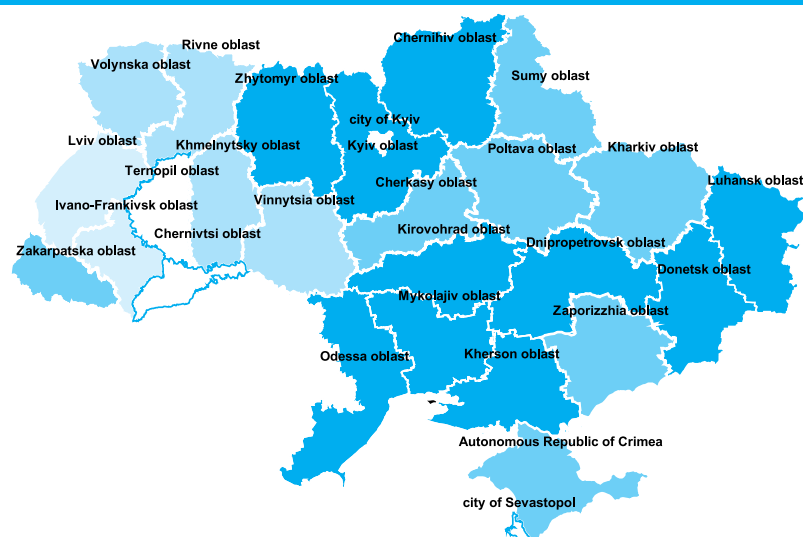 Chernihiv oblast
Rivne oblast
Volynska oblast
Zhytomyr oblast
Sumy oblast
city of Kyiv
Lviv oblast
Khmelnytsky oblast
Kyiv oblast
Poltava oblast
Kharkiv oblast
Ternopil oblast
Cherkasy oblast
Luhansk oblast
Ivano-Frankivsk oblast
Vinnytsia oblast
Chernivtsi oblast
Kirovohrad oblast
Dnipropetrovsk oblast
Zakarpatska oblast
Donetsk oblast
Mykolajiv oblast
Zaporizzhia oblast
Odessa oblast
Kherson oblast
Autonomous Republic of Crimea
city of Sevastopol